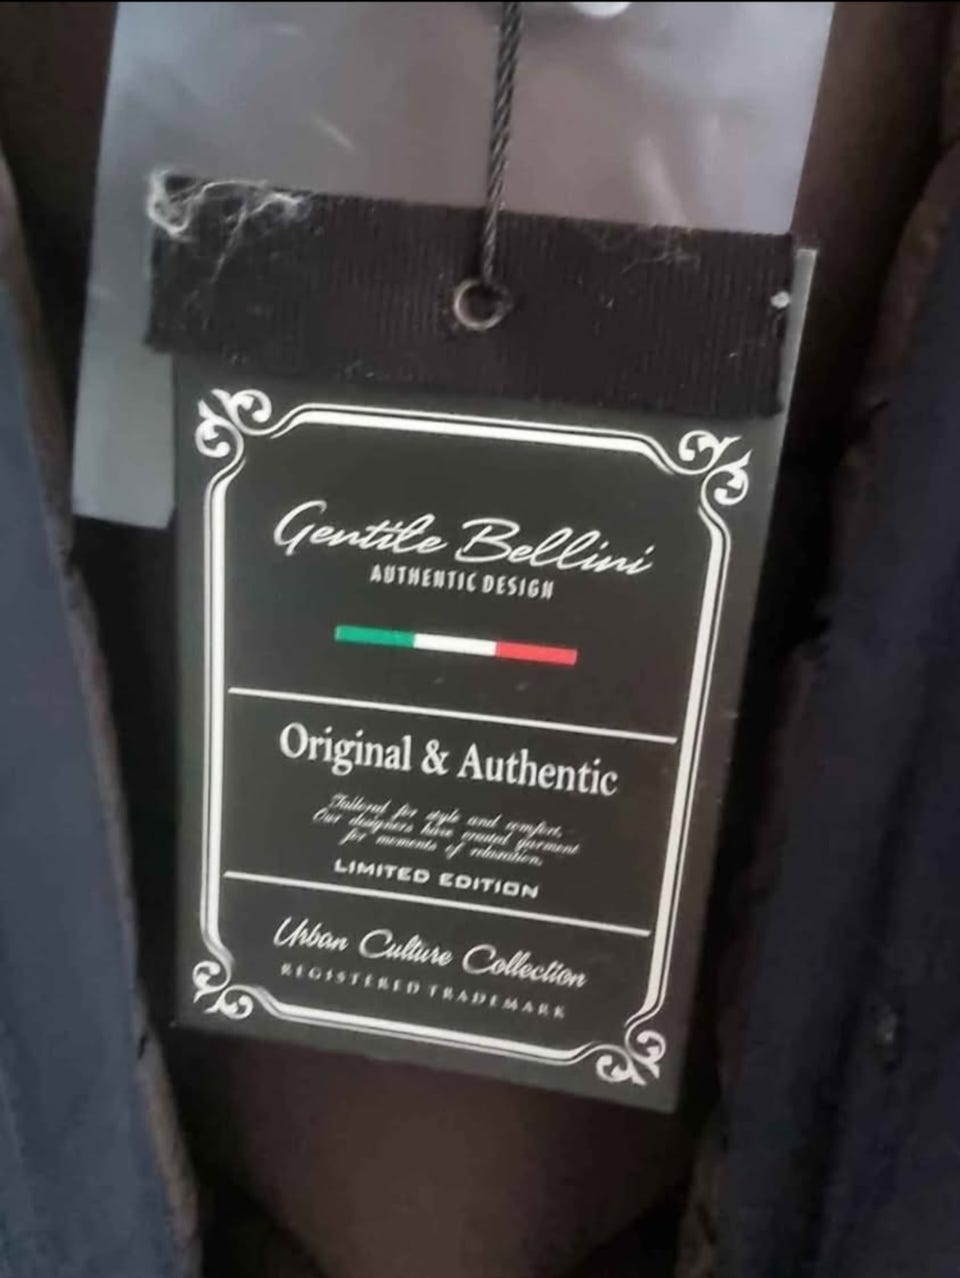 Gentile Bellini
AUTHENTIC DESIGN
Original & Authentic
Tailored for style and comfort.
Our designers have created garment
for moments of relaxation.
LIMITED EDITION
Urban Culture Collection
REGISTERED TRADEMARK